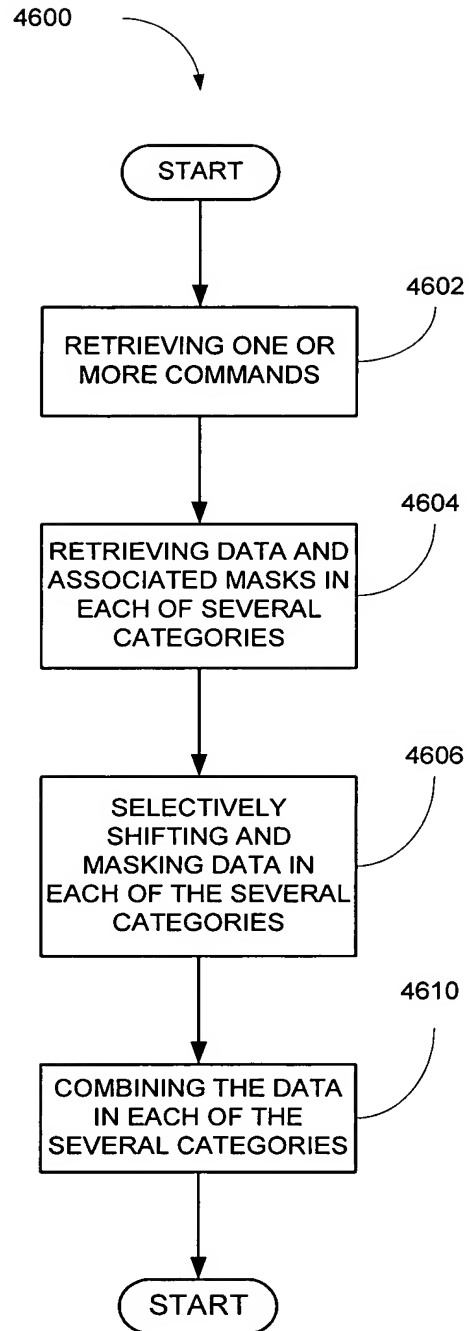 4600
START
4602
RETRIEVING ONE OR
MORE COMMANDS
4604
RETRIEVING DATA AND
ASSOCIATED MASKS IN
EACH OF SEVERAL
CATEGORIES
4606
SELECTIVELY
SHIFTING AND
MASKING DATA IN
EACH OF THE SEVERAL
CATEGORIES
4610
COMBINING THE DATA
IN EACH OF THE
SEVERAL CATEGORIES
START